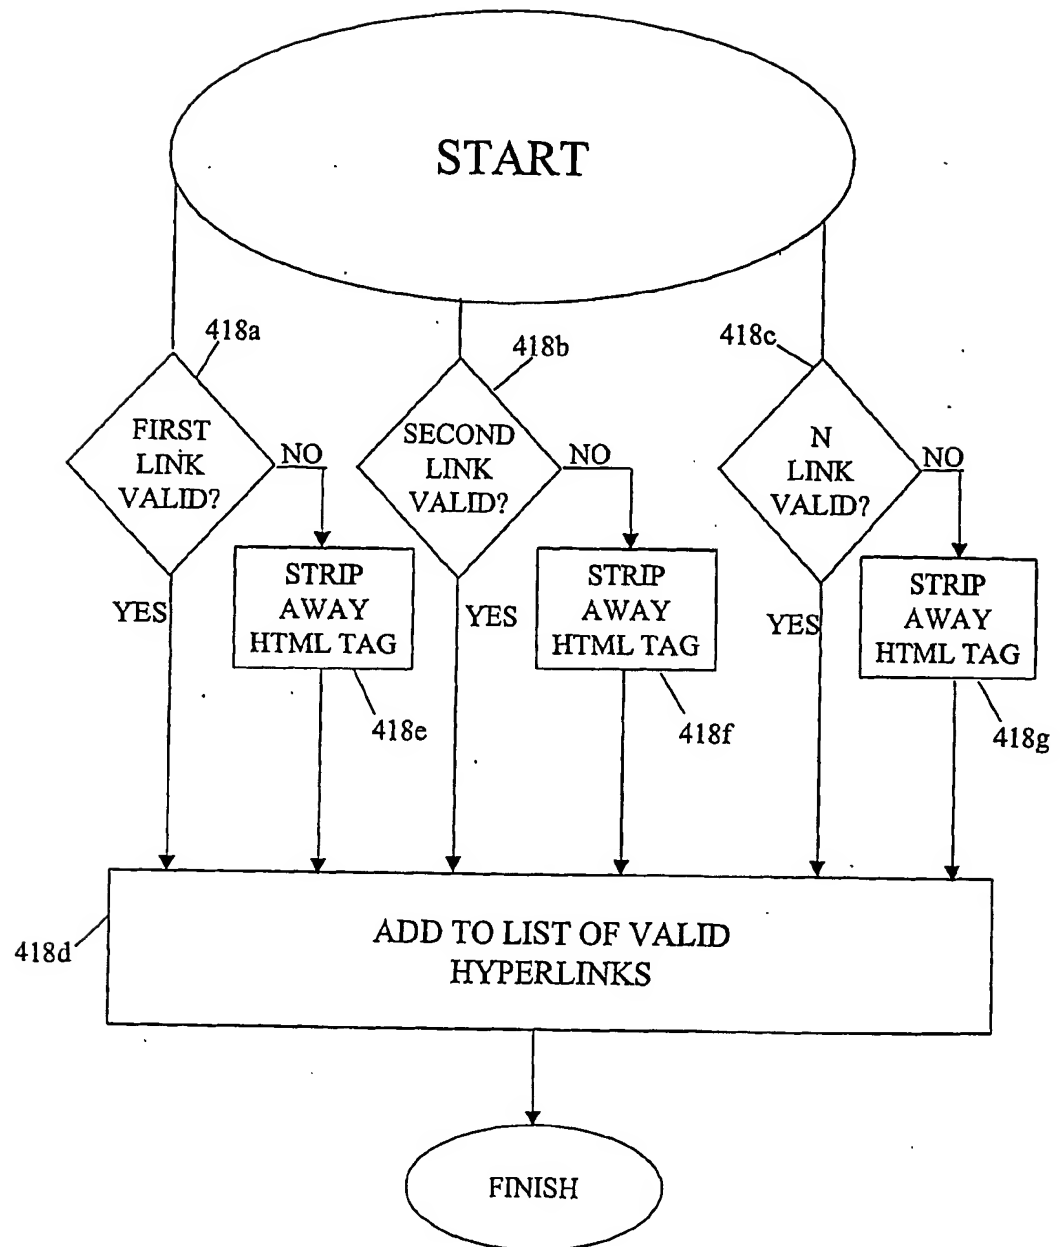 START
418a
418b
418c
FIRST
LINK
VALID?
NO
SECOND
LINK
VALID?
NO
N
LINK
VALID?
NO
YES
STRIP
AWAY
HTML TAG
YES
STRIP
AWAY
HTML TAG
YES
STRIP
AWAY
HTML TAG
418e
418f
418g
418d
ADD TO LIST OF VALID
HYPERLINKS
FINISH